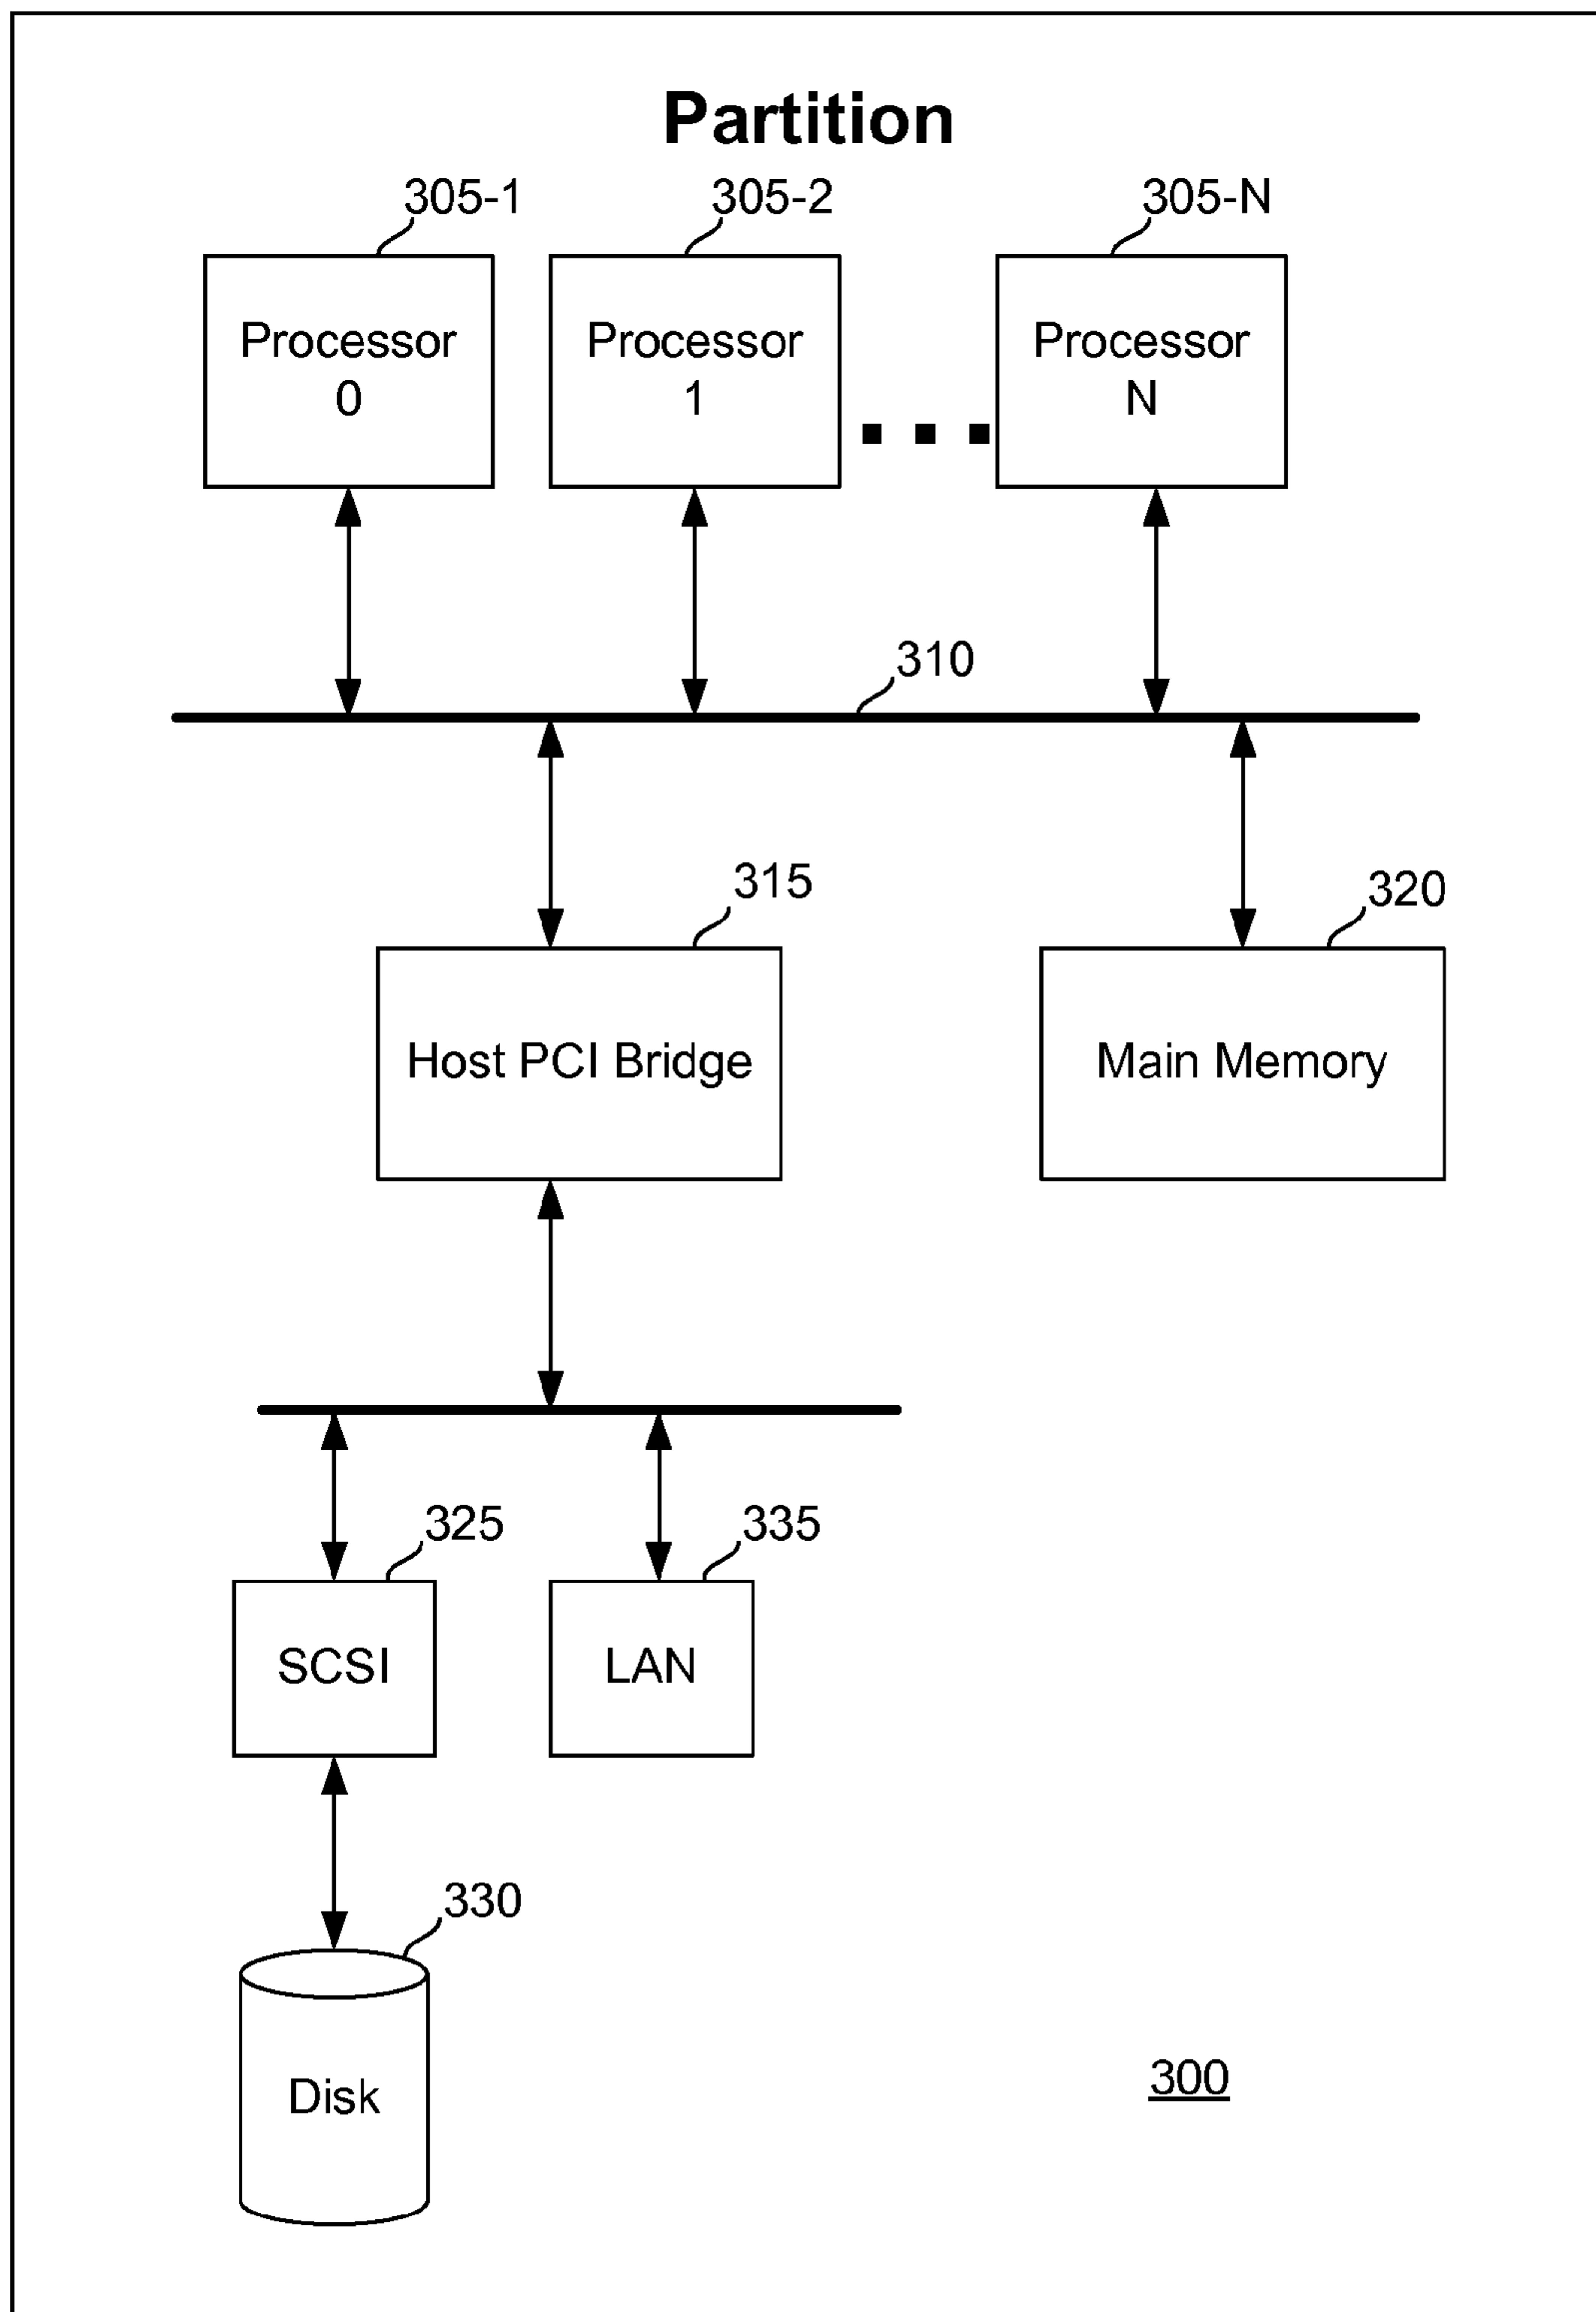 Partition
305-1
305-2
305-N
Processor
0
Processor
1
Processor
N
310
315
320
Host PCI Bridge
Main Memory
325
335
SCSI
LAN
330
Disk
300